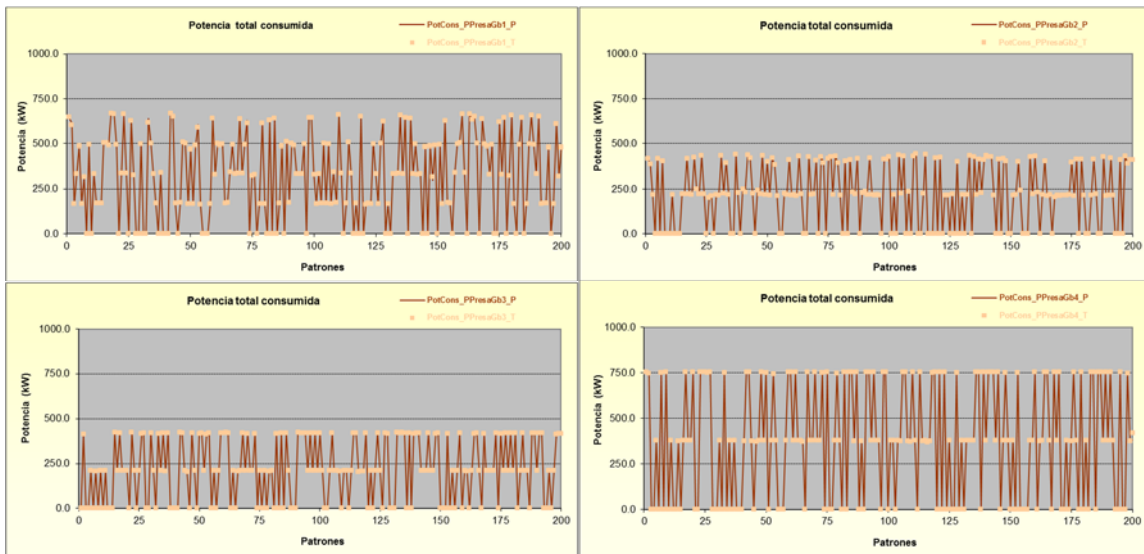 Potencia total consumida
PotCons_PPresaGb1_P
PotCons_PPresaGb1_T
1000.0
750.0
500.0
250.0
0.0
Potencia (kW)
0 25 50 75 100 125 150 175 200
Patrones
Potencia total consumida
PotCons_PPresaGb2_P
PotCons_PPresaGb2_T
1000.0
750.0
500.0
250.0
0.0
Potencia (kW)
0 25 50 75 100 125 150 175 200
Patrones
Potencia total consumida
PotCons_PPresaGb3_P
PotCons_PPresaGb3_T
1000.0
750.0
500.0
250.0
0.0
Potencia (kW)
0 25 50 75 100 125 150 175 200
Patrones
Potencia total consumida
PotCons_PPresaGb4_P
PotCons_PPresaGb4_T
1000.0
750.0
500.0
250.0
0.0
Potencia (kW)
0 25 50 75 100 125 150 175 200
Patrones